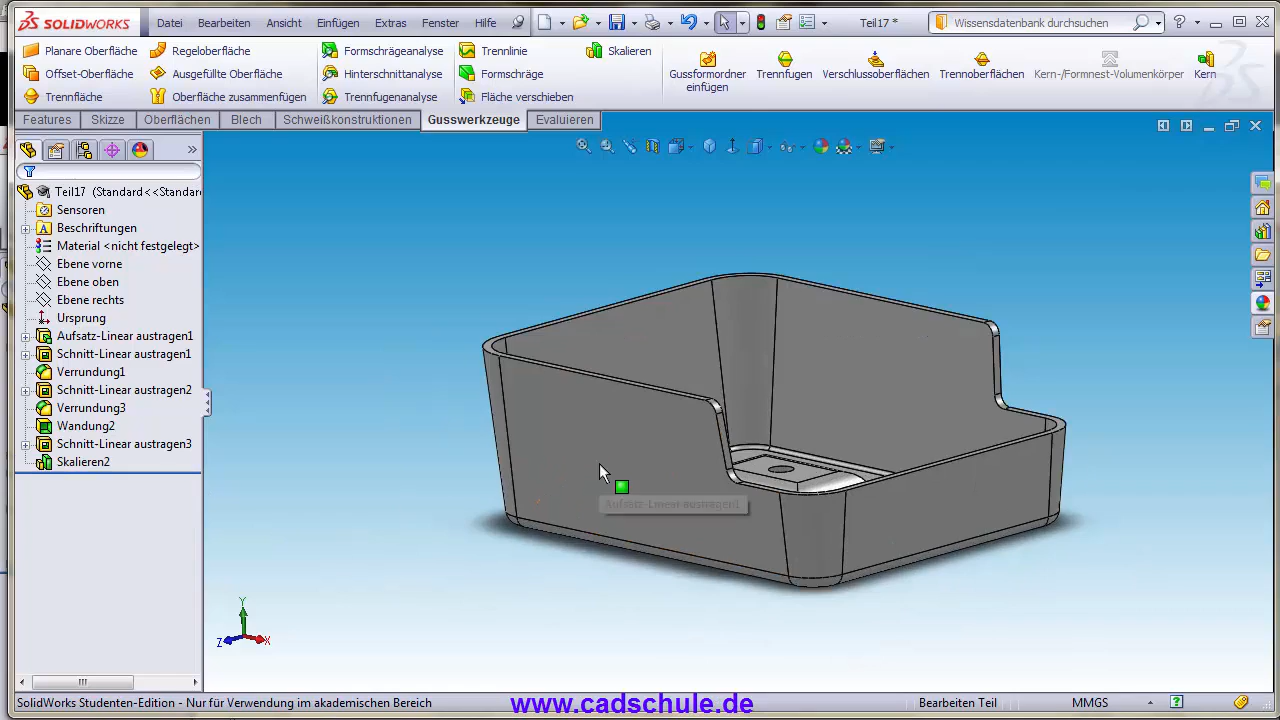 SOLIDWORKS Datei Bearbeiten Ansicht Einfügen Extras Fenster Hilfe Teil17 * Wissensdatenbank durchsuchen
Planare Oberfläche Regeloberfläche Formschrägeanalyse Trennlinie Skalieren
Offset-Oberfläche Ausgefüllte Oberfläche Hinterschnittanalyse Formschräge
Trennfläche Oberfläche zusammenfügen Trennfugenanalyse Fläche verschieben
Gussformordner einfügen Trennfugen Verschlussoberflächen Trennoberflächen Kern-/Formnest-Volumenkörper Kern
Features Skizze Oberflächen Blech Schweißkonstruktionen Gusswerkzeuge Evaluieren
Teil17 (Standard<<Standar
Sensoren
Beschriftungen
Material <nicht festgelegt>
Ebene vorne
Ebene oben
Ebene rechts
Ursprung
Aufsatz-Linear austragen1
Schnitt-Linear austragen1
Verrundung1
Schnitt-Linear austragen2
Verrundung3
Wandung2
Schnitt-Linear austragen3
Skalieren2
Aufsatz-Linear austragen1
Y
Z X
SolidWorks Studenten-Edition - Nur für Verwendung im akademischen Bereich www.cadschule.de Bearbeiten Teil MMGS